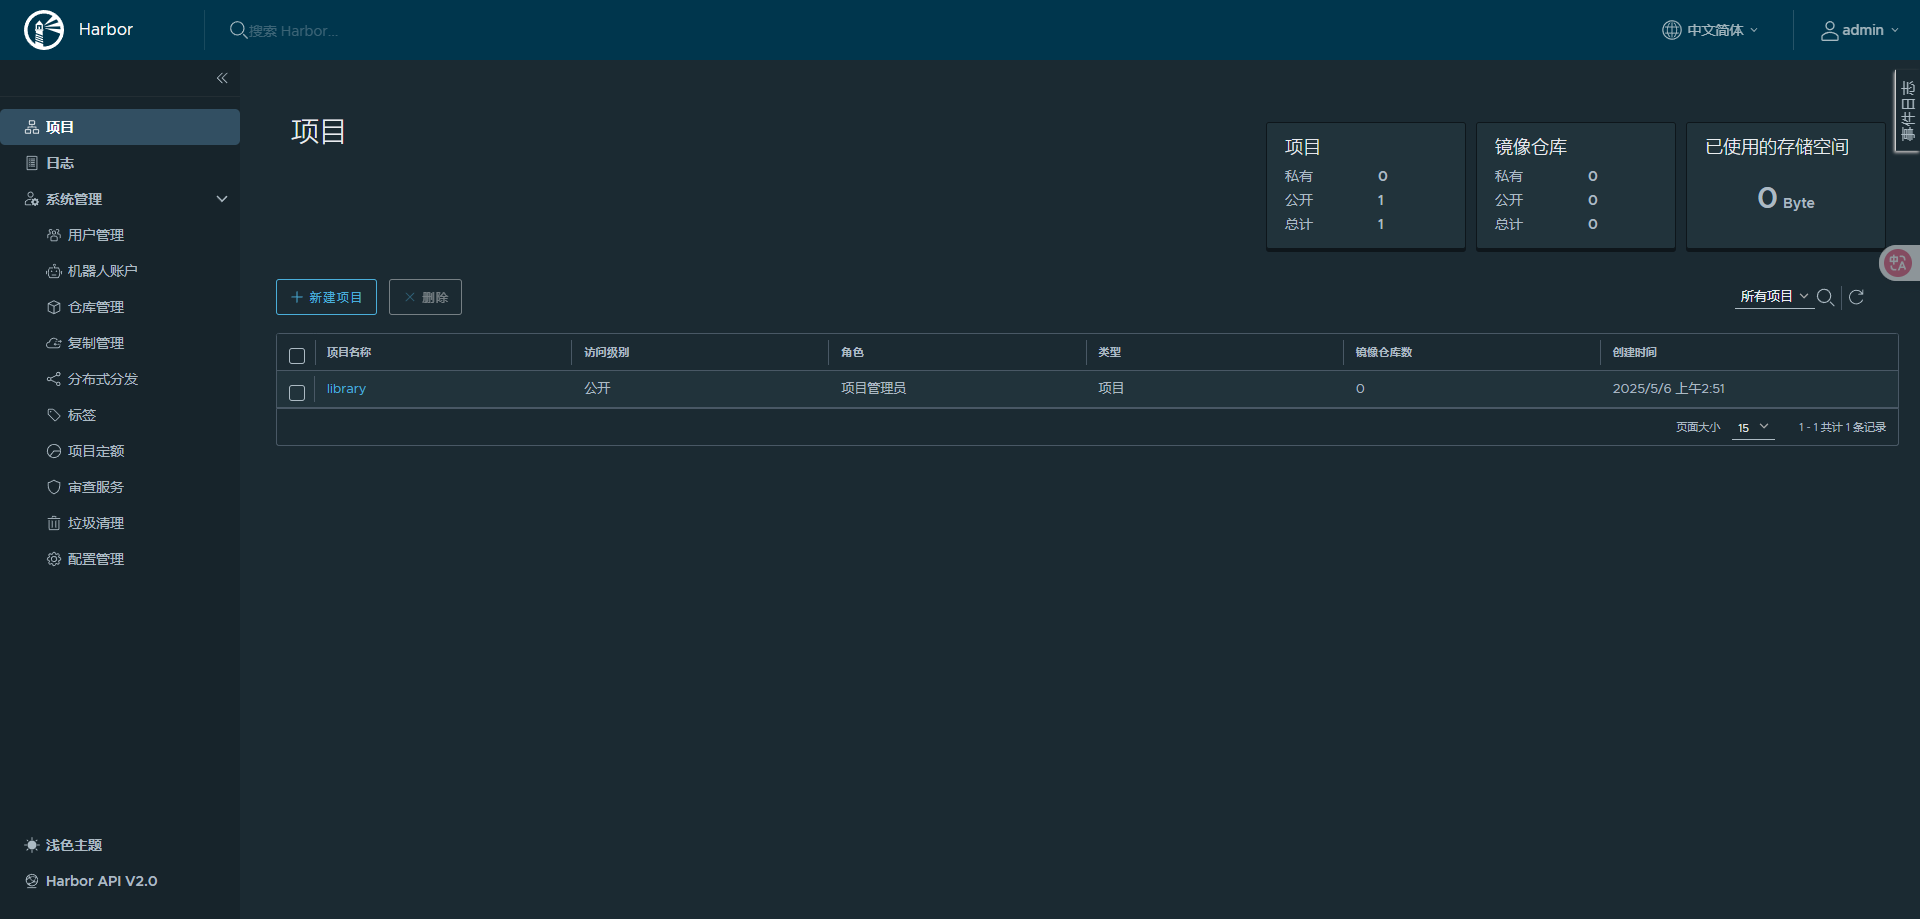 Harbor
搜索 Harbor...
中文简体
admin
事件日志
项目
日志
系统管理
用户管理
机器人账户
仓库管理
复制管理
分布式分发
标签
项目定额
审查服务
垃圾清理
配置管理
浅色主题
Harbor API V2.0
项目
项目
私有 0
公开 1
总计 1
镜像仓库
私有 0
公开 0
总计 0
已使用的存储空间
0 Byte
中A
新建项目
删除
所有项目
项目名称 访问级别 角色 类型 镜像仓库数 创建时间
library 公开 项目管理员 项目 0 2025/5/6 上午2:51
页面大小 15 1 - 1 共计 1 条记录